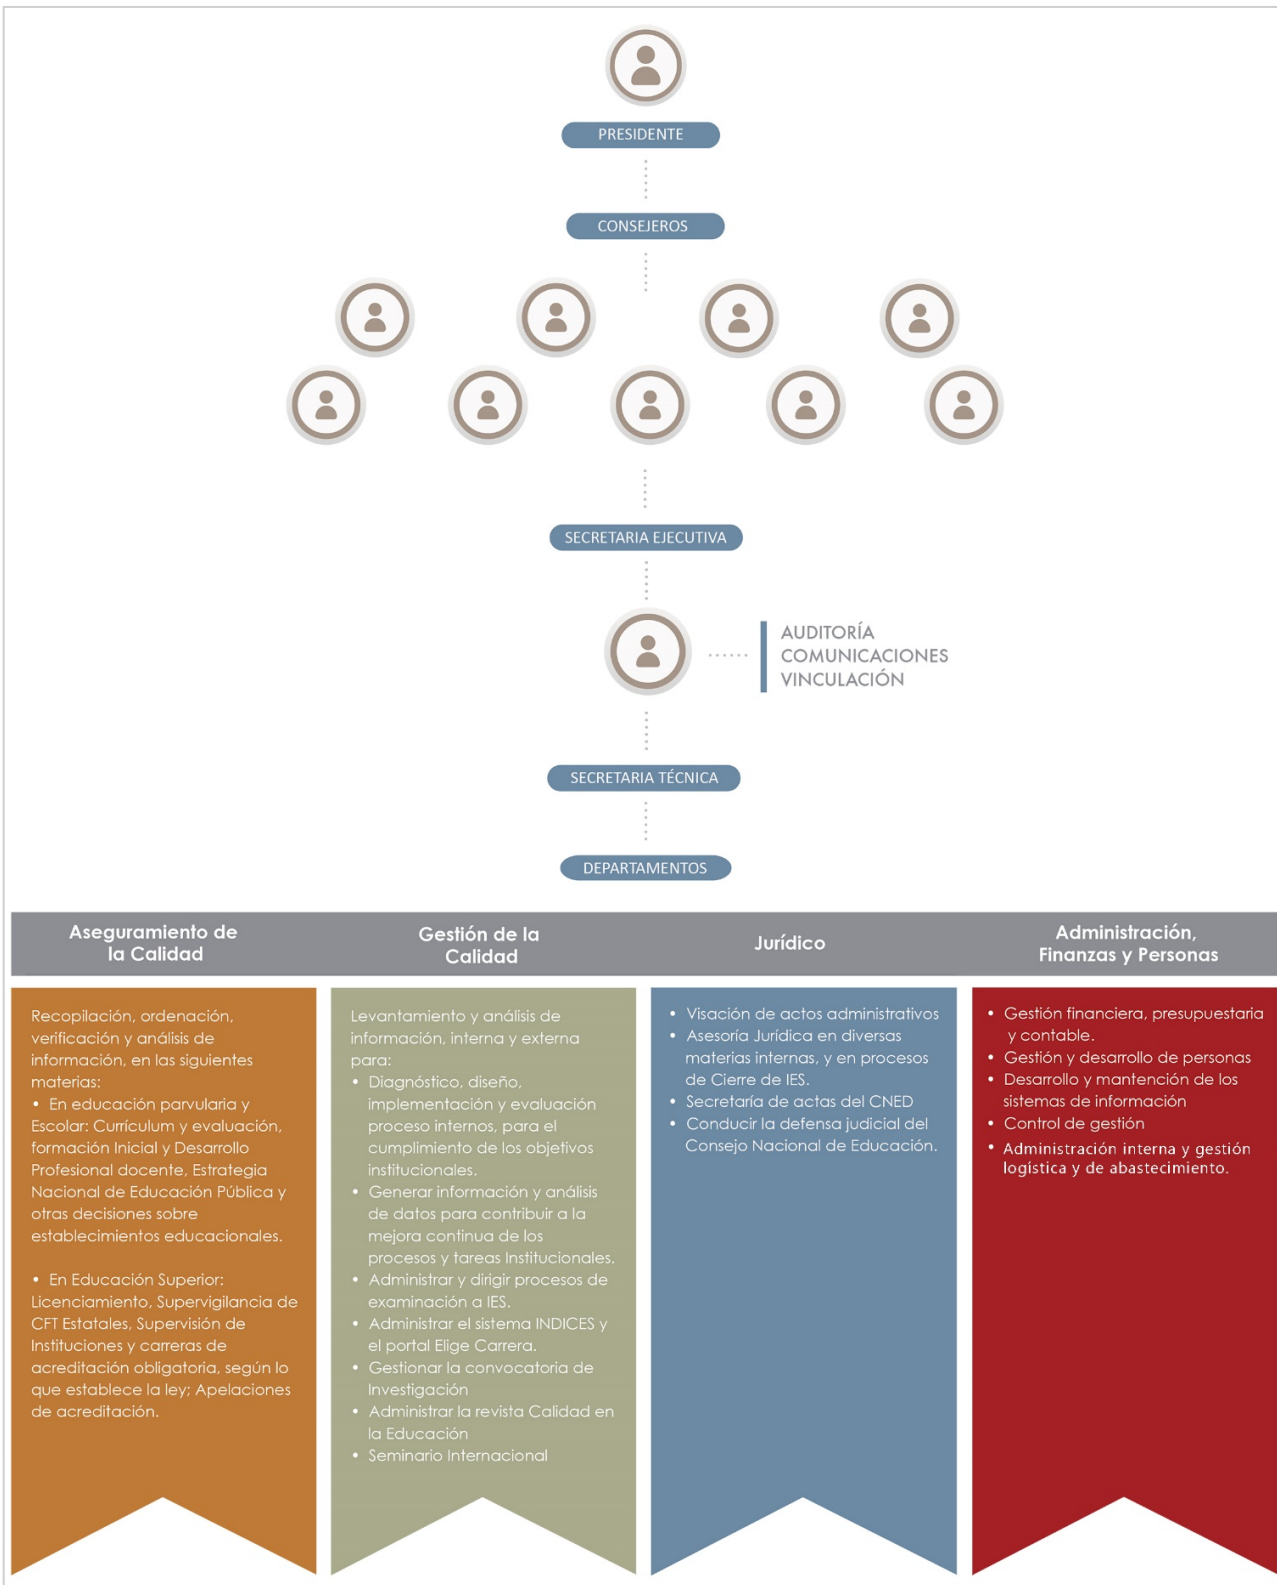 PRESIDENTE
CONSEJEROS
SECRETARIA EJECUTIVA
AUDITORÍA
COMUNICACIONES
VINCULACIÓN
SECRETARIA TÉCNICA
DEPARTAMENTOS
Aseguramiento de
la Calidad
Recopilación, ordenación,
verificación y análisis de
información, en las siguientes
materias:
• En educación parvularia y
Escolar: Currículum y evaluación,
formación Inicial y Desarrollo
Profesional docente, Estrategia
Nacional de Educación Pública y
otras decisiones sobre
establecimientos educacionales.
• En Educación Superior:
Licenciamiento, Supervigilancia de
CFT Estatales, Supervisión de
Instituciones y carreras de
acreditación obligatoria, según lo
que establece la ley; Apelaciones
de acreditación.
Gestión de la
Calidad
Levantamiento y análisis de
información, interna y externa
para:
• Diagnóstico, diseño,
implementación y evaluación
proceso internos, para el
cumplimiento de los objetivos
institucionales.
• Generar información y análisis
de datos para contribuir a la
mejora continua de los
procesos y tareas Institucionales.
• Administrar y dirigir procesos de
examinación a IES.
• Administrar el sistema INDICES y
el portal Elige Carrera.
• Gestionar la convocatoria de
Investigación
• Administrar la revista Calidad en
la Educación
• Seminario Internacional
Jurídico
• Visación de actos administrativos
• Asesoría Jurídica en diversas
materias internas, y en procesos
de Cierre de IES.
• Secretaría de actas del CNED
• Conducir la defensa judicial del
Consejo Nacional de Educación.
Administración,
Finanzas y Personas
• Gestión financiera, presupuestaria
y contable.
• Gestión y desarrollo de personas
• Desarrollo y mantención de los
sistemas de información
• Control de gestión
• Administración interna y gestión
logística y de abastecimiento.